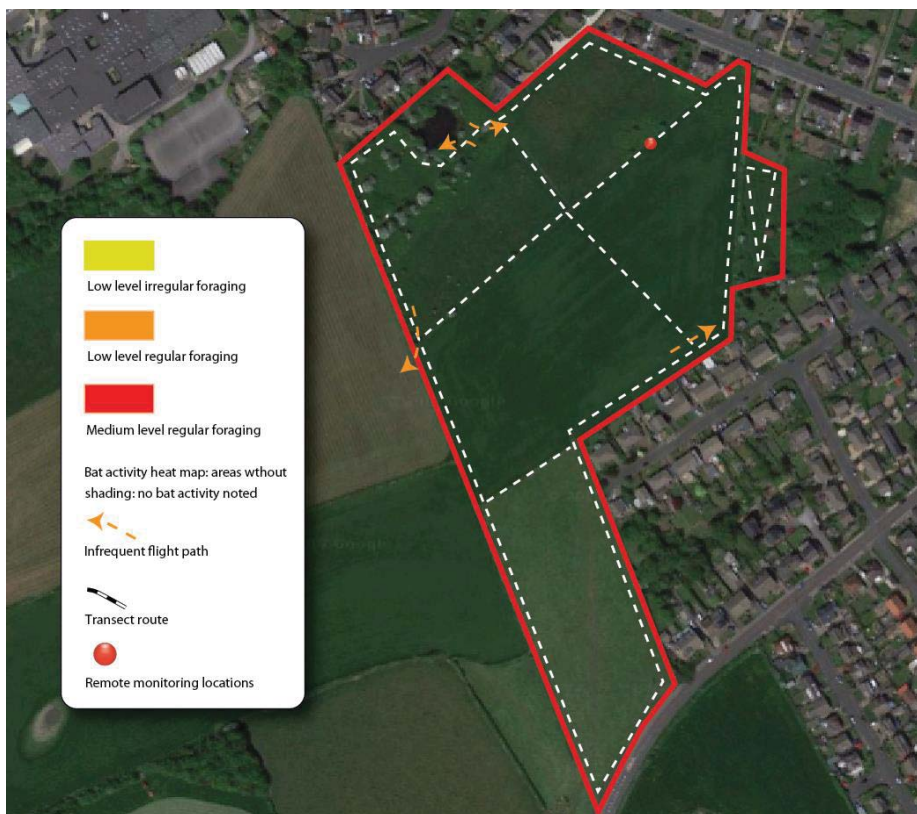 Low level irregular foraging
Low level regular foraging
Medium level regular foraging
Bat activity heat map: areas wthout
shading: no bat activity noted
Infrequent flight path
Transect route
Remote monitoring locations